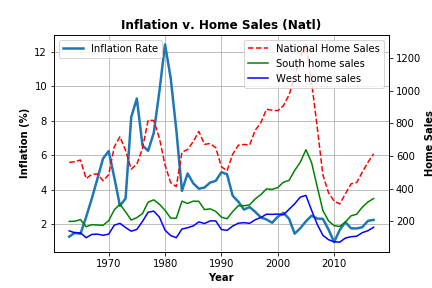 Inflation v. Home Sales (Natl)
Inflation Rate
National Home Sales
South home sales
West home sales
Inflation (%)
12
10
8
6
4
2
Home Sales
1200
1000
800
600
400
200
1970 1980 1990 2000 2010
Year